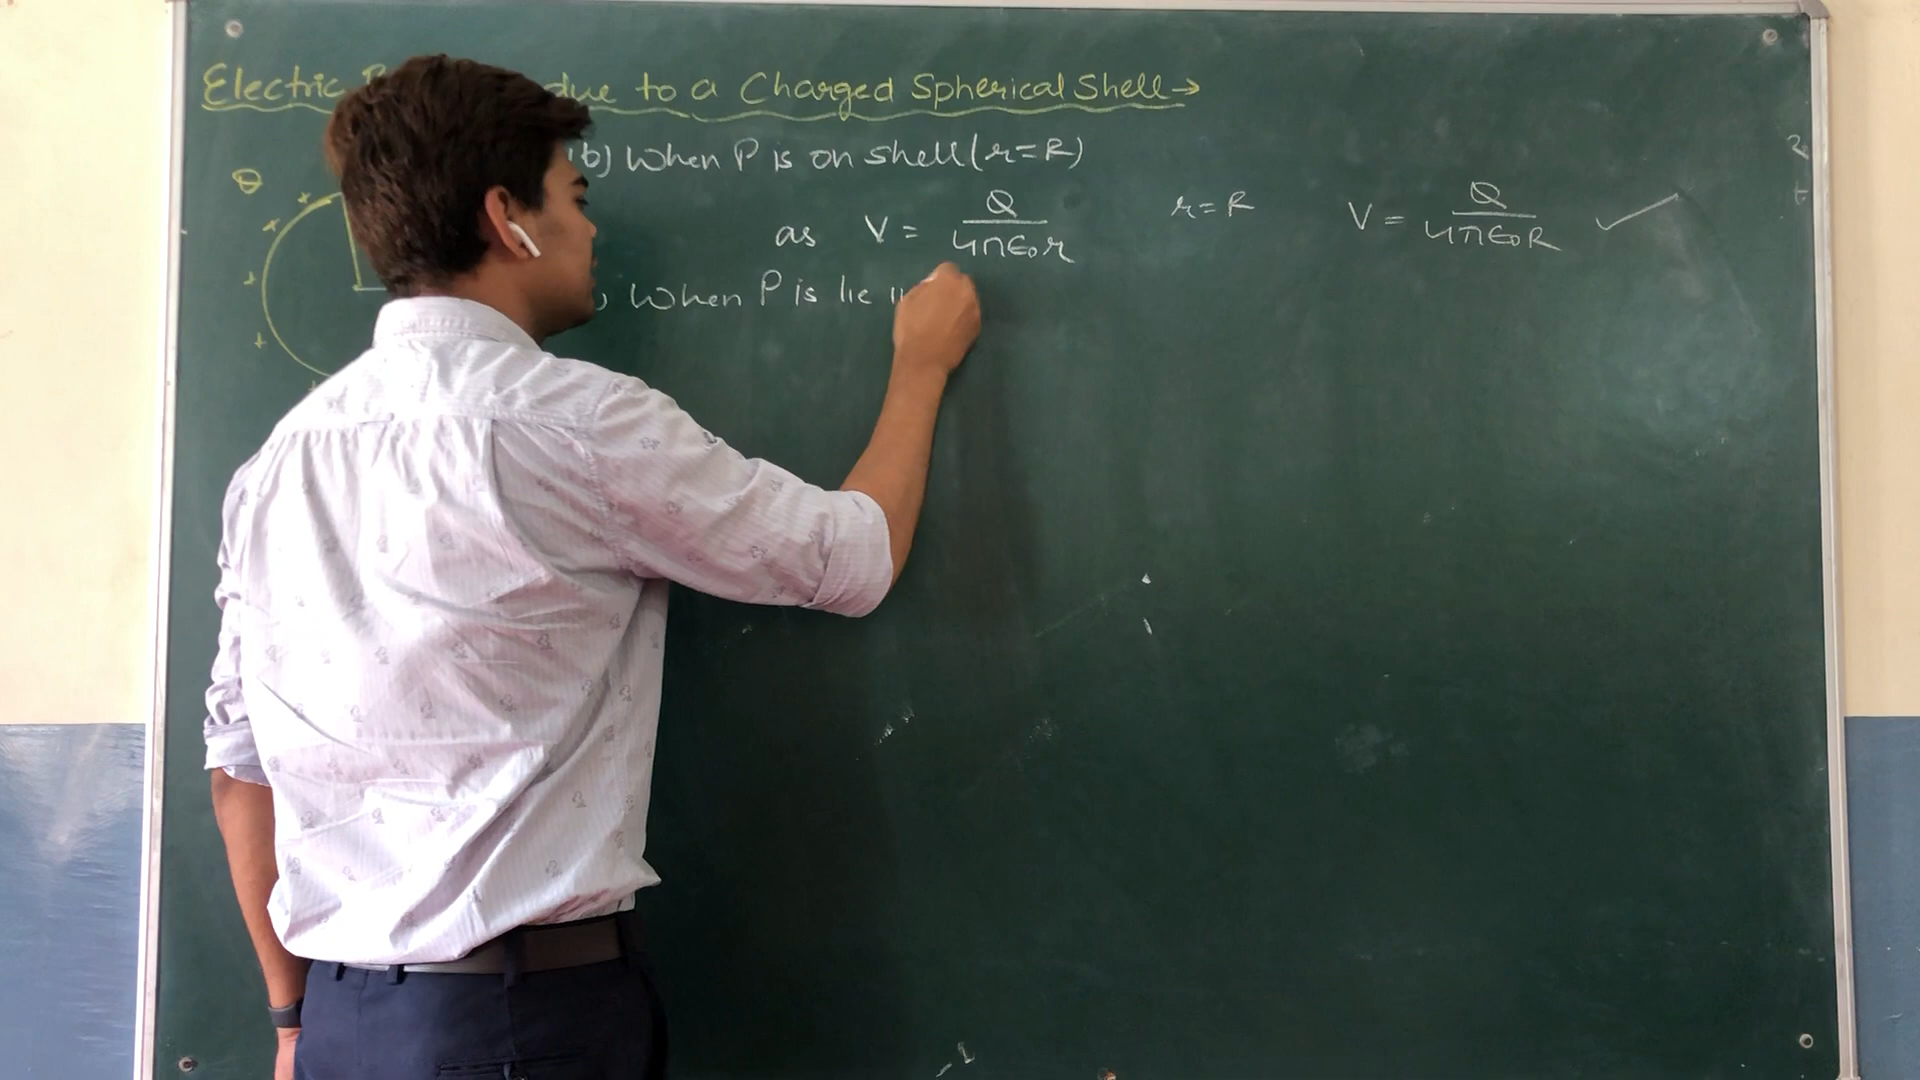 Electric due to a Charged Spherical Shell→
(b) When P is on shell (r=R)
Q
as V = Q / 4πϵ₀r r=R V = Q / 4πϵ₀R ✓
When P is lie